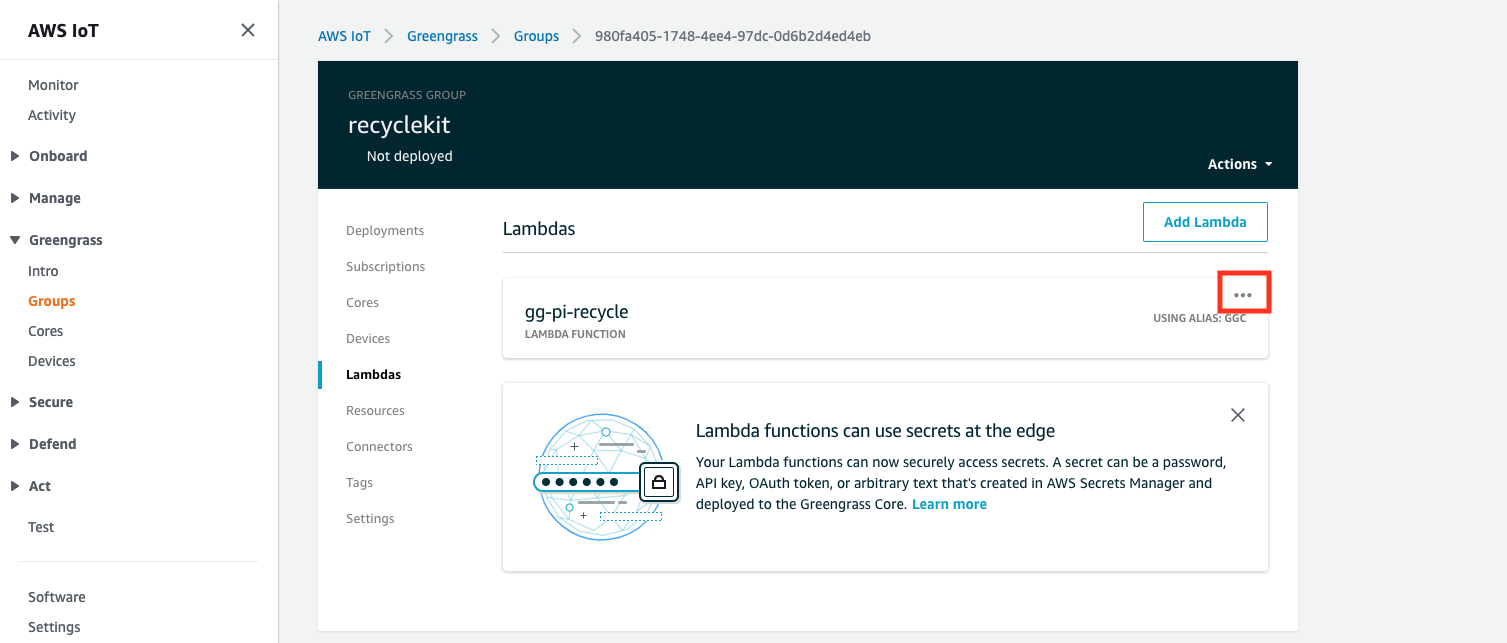 AWS IoT
Monitor
Activity
Onboard
Manage
Greengrass
Intro
Groups
Cores
Devices
Secure
Defend
Act
Test
Software
Settings
AWS IoT
Greengrass
Groups
980fa405-1748-4ee4-97dc-0d6b2d4ed4eb
GREENGRASS GROUP
recyclekit
Not deployed
Actions
Deployments
Subscriptions
Cores
Devices
Lambdas
Resources
Connectors
Tags
Settings
Lambdas
Add Lambda
gg-pi-recycle
LAMBDA FUNCTION
USING ALIAS: GGC
Lambda functions can use secrets at the edge
Your Lambda functions can now securely access secrets. A secret can be a password,
API key, OAuth token, or arbitrary text that's created in AWS Secrets Manager and
deployed to the Greengrass Core. Learn more